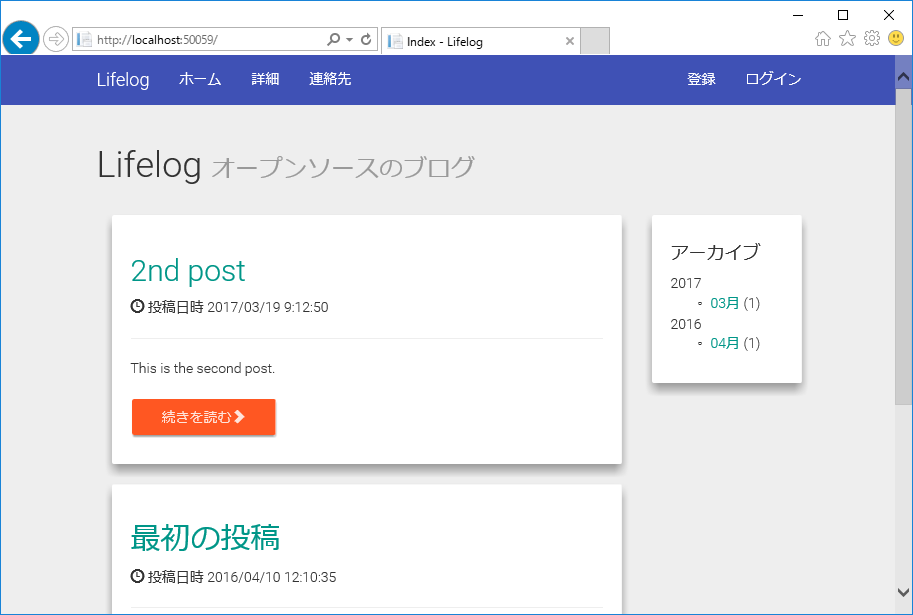 http://localhost:50059/
Index - Lifelog
Lifelog ホーム 詳細 連絡先 登録 ログイン
Lifelog オープンソースのブログ
2nd post
投稿日時 2017/03/19 9:12:50
This is the second post.
続きを読む
最初の投稿
投稿日時 2016/04/10 12:10:35
アーカイブ
2017
03月 (1)
2016
04月 (1)